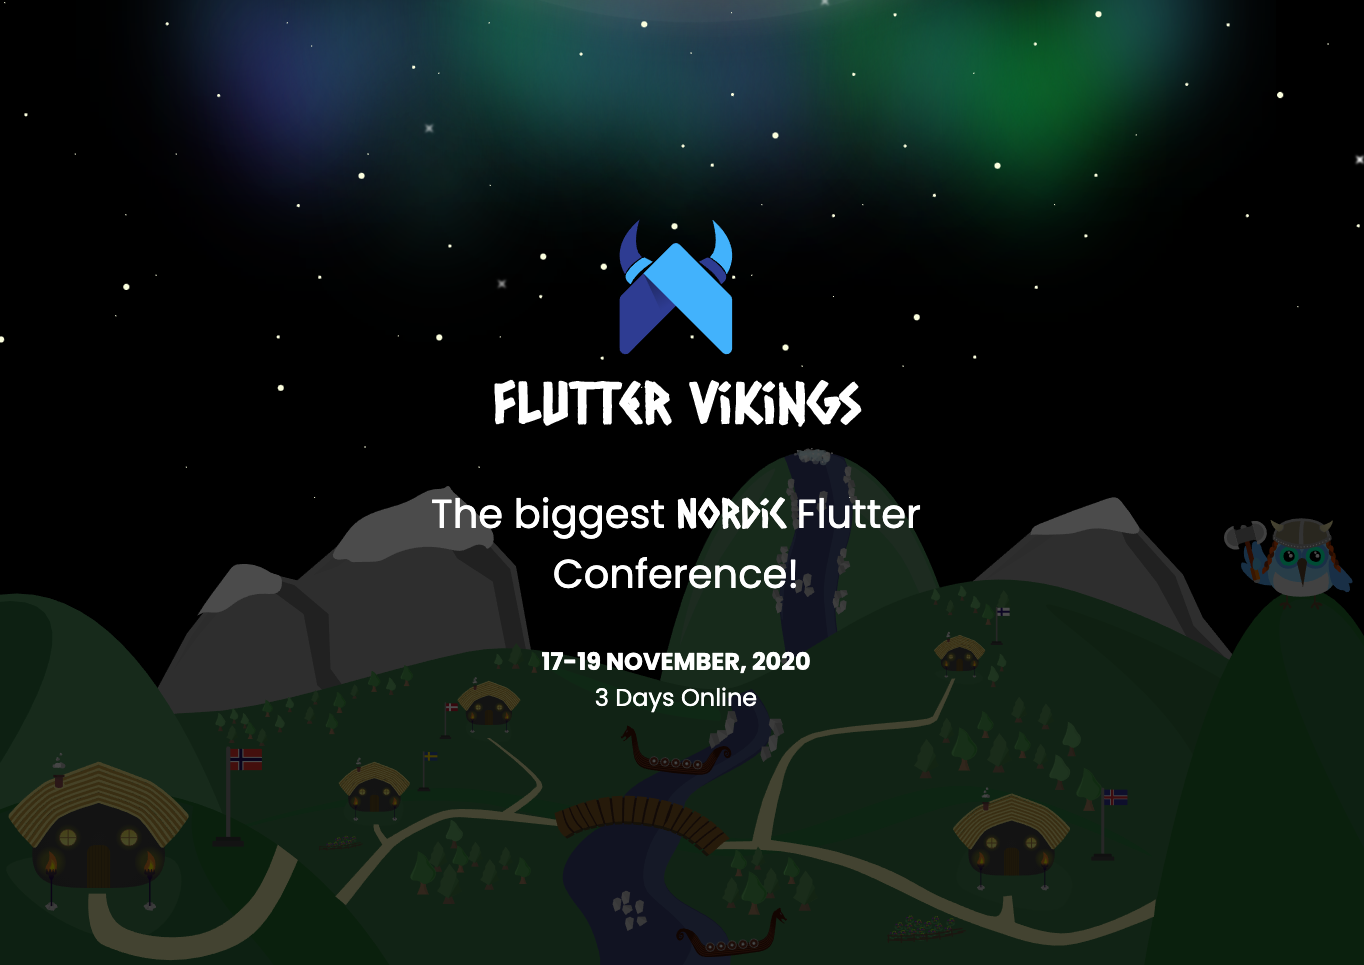 FLUTTER ViKiNGS
The biggest NORDiC Flutter
Conference!
17-19 NOVEMBER, 2020
3 Days Online